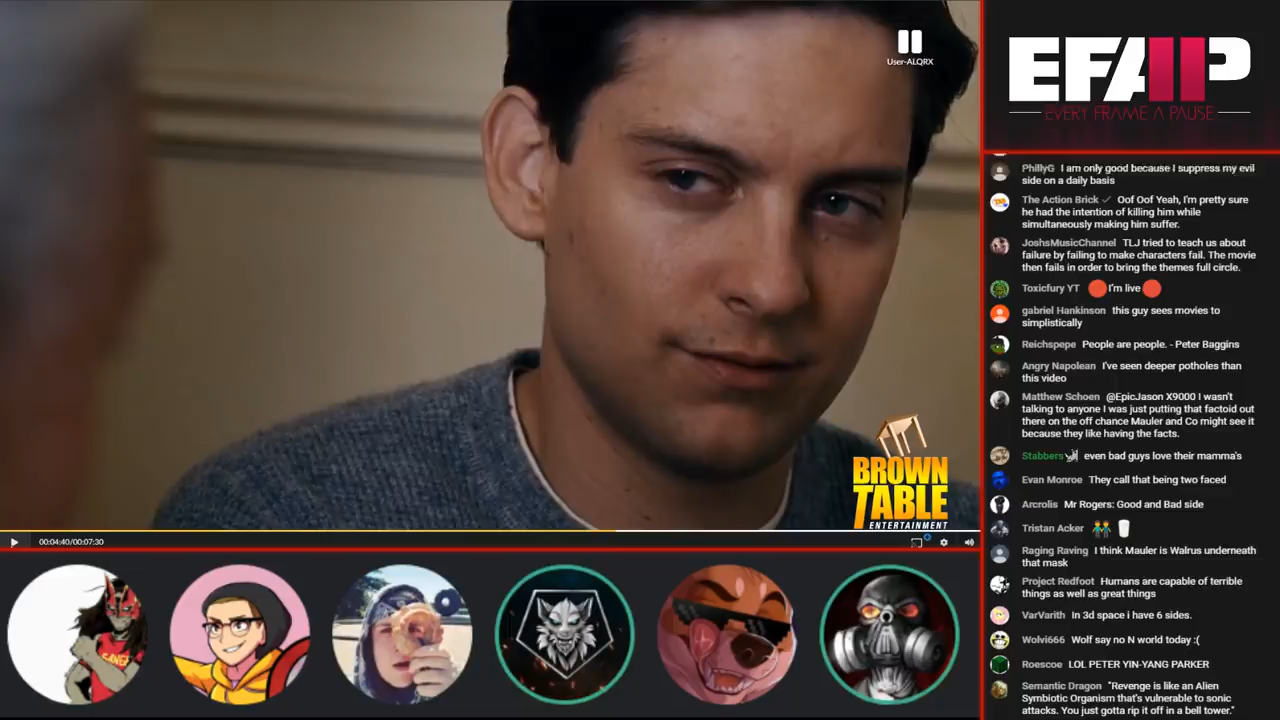 User-ALQRX
BROWN
TABLE
ENTERTAINMENT
00:04:40/00:07:30
EFAP
EVERY FRAME A PAUSE
PhillyG I am only good because I suppress my evil
side on a daily basis
The Action Brick ✓ Oof Oof Yeah, I'm pretty sure
he had the intention of killing him while
simultaneously making him suffer.
JoshsMusicChannel TLJ tried to teach us about
failure by failing to make characters fail. The movie
then fails in order to bring the themes full circle.
Toxicfury YT 🔴I'm live🔴
gabriel Hankinson this guy sees movies to
simplistically
Reichspepe People are people. - Peter Baggins
Angry Napolean I've seen deeper potholes than
this video
Matthew Schoen @EpicJason X9000 I wasn't
talking to anyone I was just putting that factoid out
there on the off chance Mauler and Co might see it
because they like having the facts.
Stabbers even bad guys love their mamma's
Evan Monroe They call that being two faced
Arcrolis Mr Rogers: Good and Bad side
Tristan Acker
Raging Raving I think Mauler is Walrus underneath
that mask
Project Redfoot Humans are capable of terrible
things as well as great things
VarVarith In 3d space i have 6 sides.
Wolvi666 Wolf say no N world today :(
Roescoe LOL PETER YIN-YANG PARKER
Semantic Dragon "Revenge is like an Alien
Symbiotic Organism that's vulnerable to sonic
attacks. You just gotta rip it off in a bell tower."